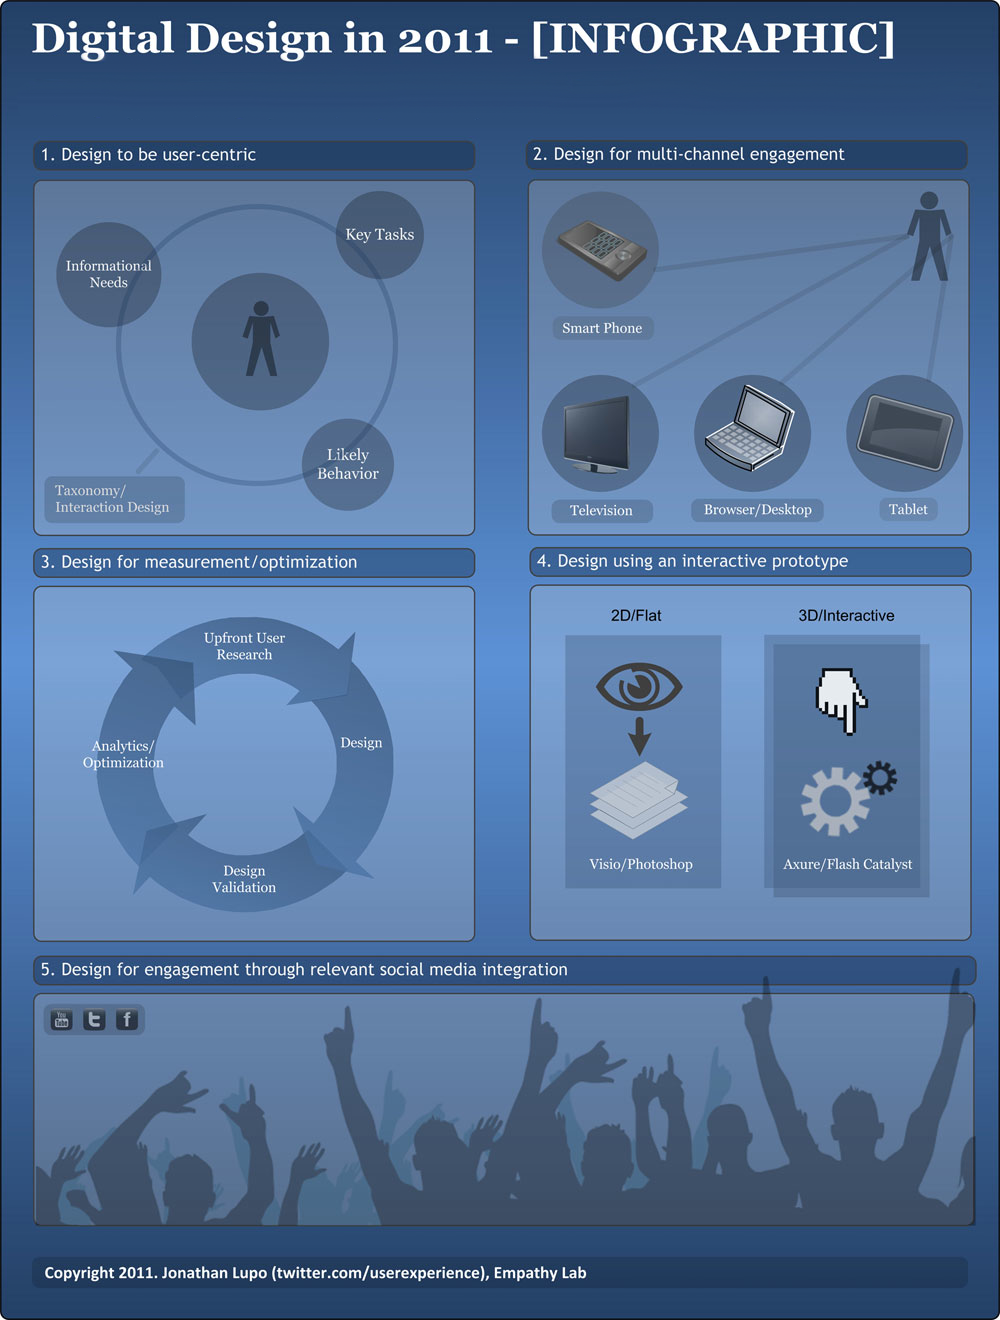 Digital Design in 2011 - [INFOGRAPHIC]
1. Design to be user-centric
Informational
Needs
Key Tasks
Likely
Behavior
Taxonomy/
Interaction Design
2. Design for multi-channel engagement
Smart Phone
Television
Browser/Desktop
Tablet
3. Design for measurement/optimization
Upfront User
Research
Design
Analytics/
Optimization
Design
Validation
4. Design using an interactive prototype
2D/Flat
3D/Interactive
Visio/Photoshop
Axure/Flash Catalyst
5. Design for engagement through relevant social media integration
You
Tube
t
f
Copyright 2011. Jonathan Lupo (twitter.com/userexperience), Empathy Lab